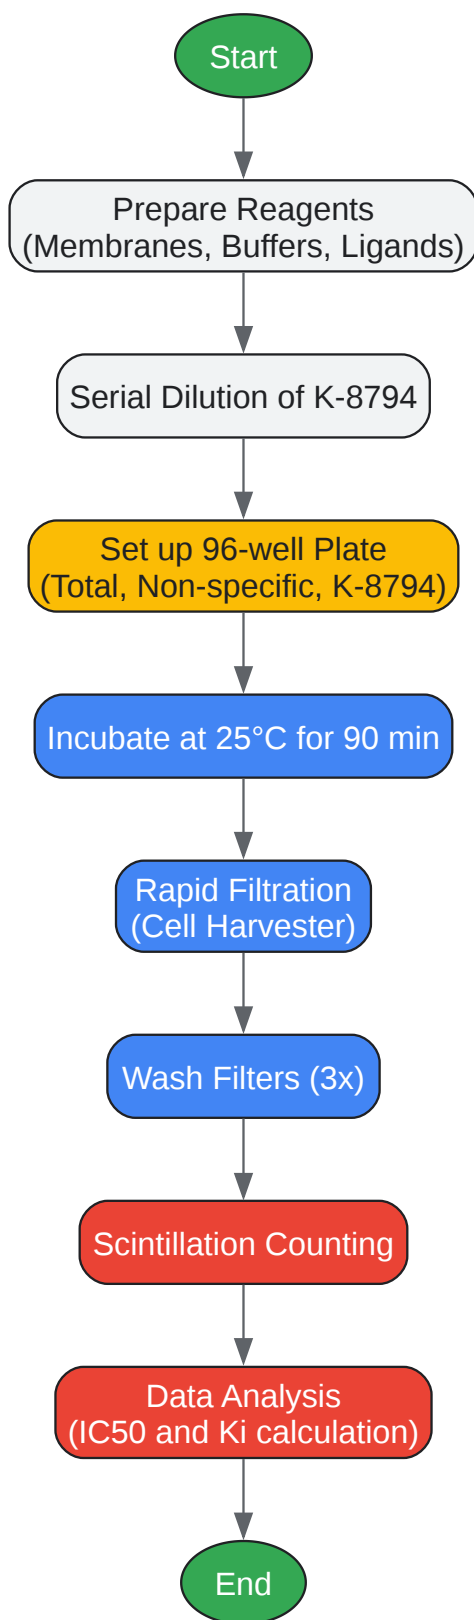 Start
Prepare Reagents
(Membranes, Buffers, Ligands)
Serial Dilution of K-8794
Set up 96-well Plate
(Total, Non-specific, K-8794)
Incubate at 25°C for 90 min
Rapid Filtration
(Cell Harvester)
Wash Filters (3x)
Scintillation Counting
Data Analysis
(IC50 and Ki calculation)
End